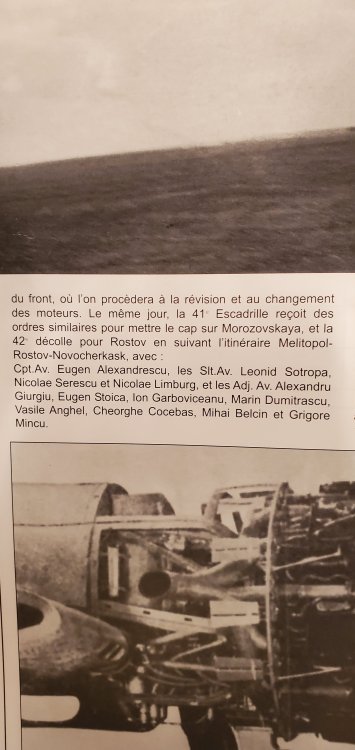 du front, où l'on procèdera à la révision et au changement
des moteurs. Le même jour, la 41e Escadrille reçoit des
ordres similaires pour mettre le cap sur Morozovskaya, et la
42e décolle pour Rostov en suivant l'itinéraire Melitopol-
Rostov-Novocherkask, avec :
Cpt.Av. Eugen Alexandrescu, les Slt.Av. Leonid Sotropa,
Nicolae Serescu et Nicolae Limburg, et les Adj. Av. Alexandru
Giurgiu, Eugen Stoica, Ion Garboviceanu, Marin Dumitrascu,
Vasile Anghel, Cheorghe Cocebas, Mihai Belcin et Grigore
Mincu.